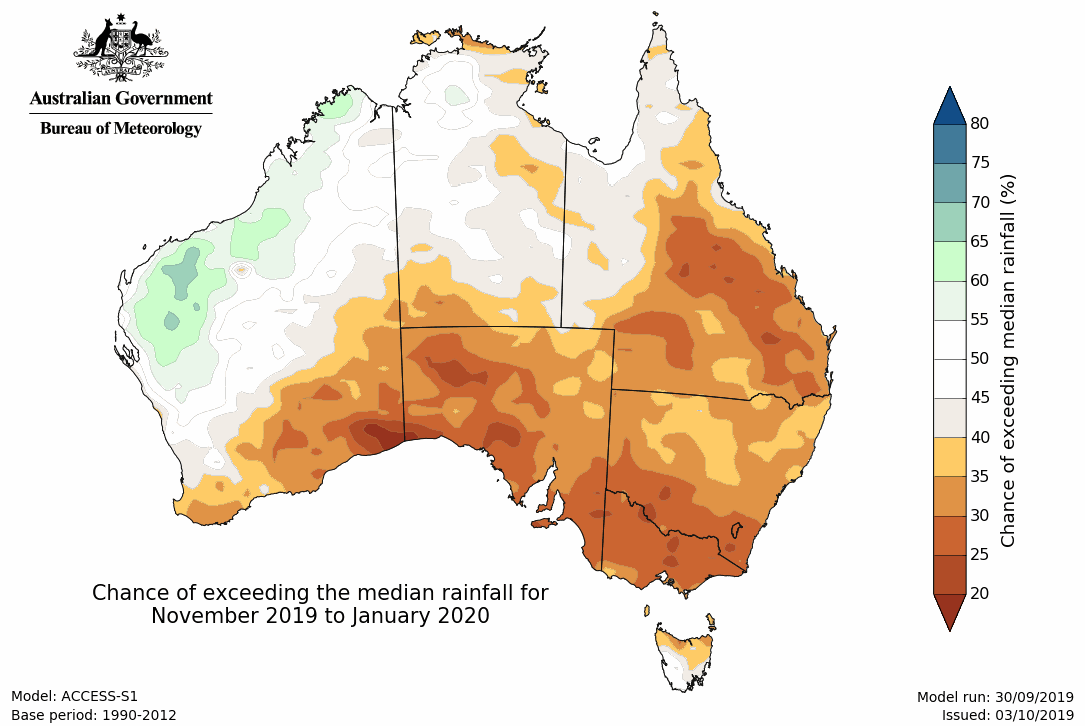 AUSTRALIA
Australian Government
Bureau of Meteorology
80
75
70
65
60
55
50
45
40
35
30
25
20
Chance of exceeding median rainfall (%)
Chance of exceeding the median rainfall for
November 2019 to January 2020
Model: ACCESS-S1
Base period: 1990-2012
Model run: 30/09/2019
Issued: 03/10/2019